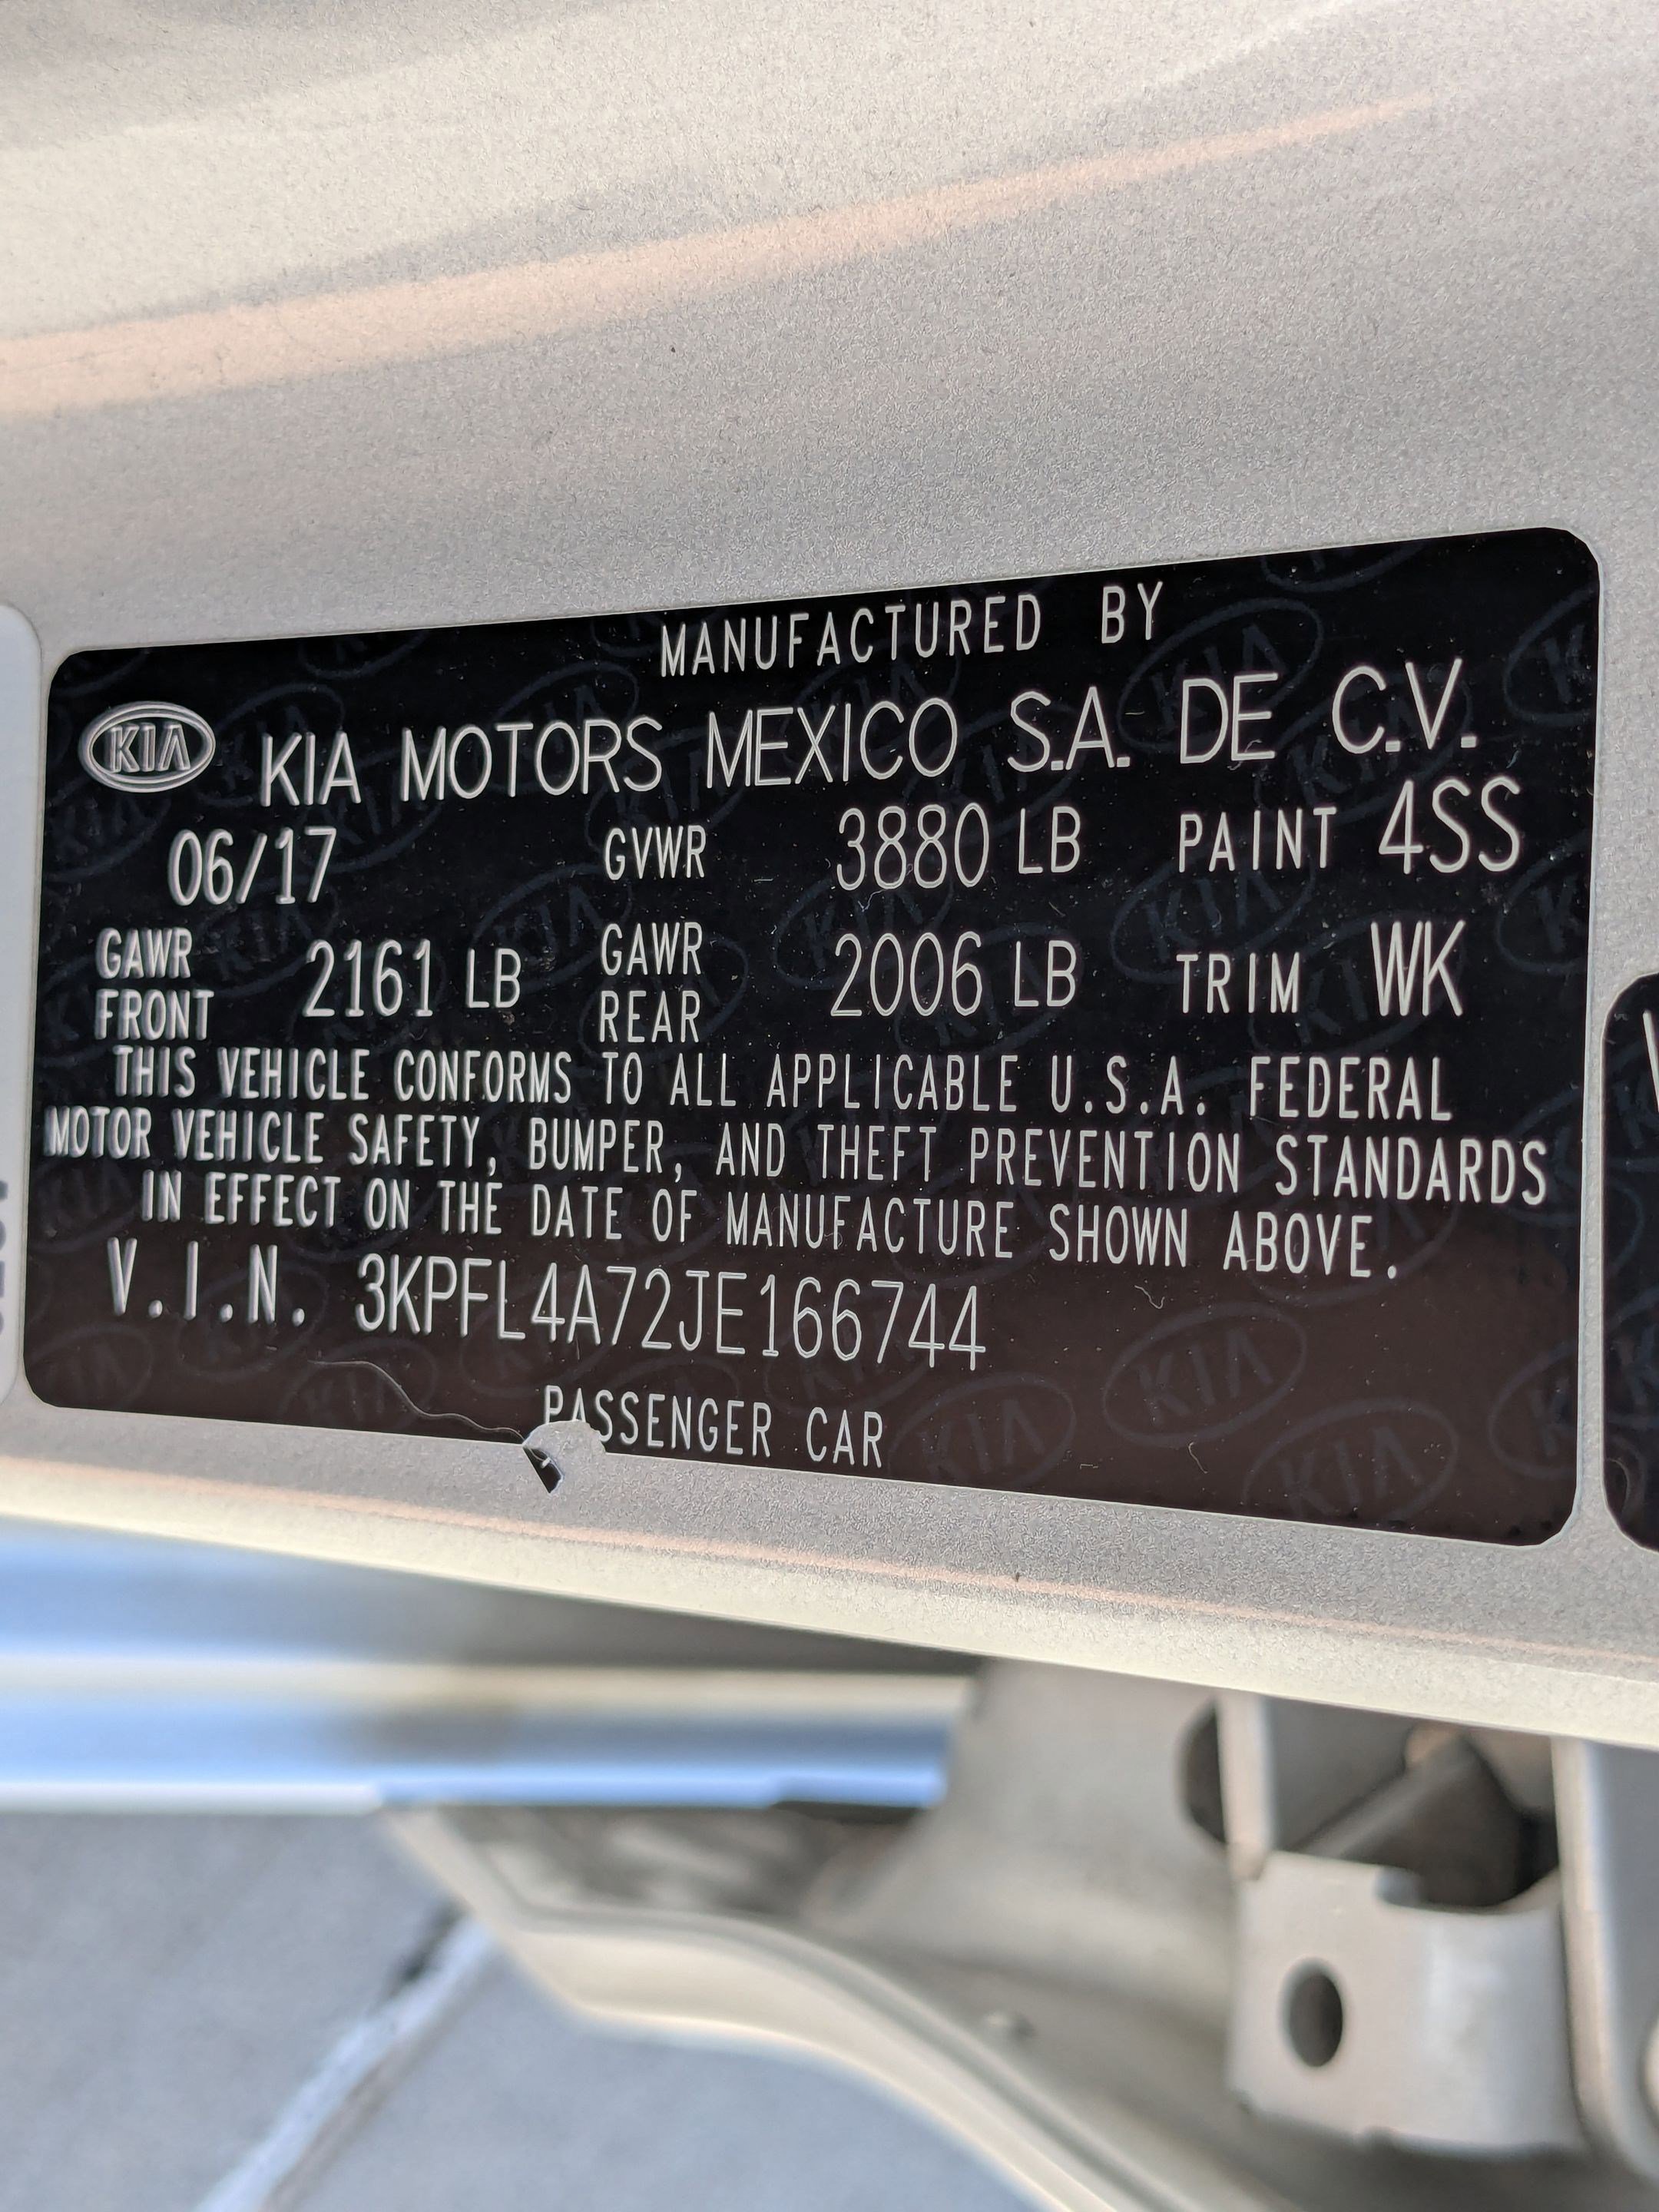 MANUFACTURED BY
KIA KIA MOTORS MEXICO S.A. DE C.V.
06/17 GVWR 3880 LB PAINT 4SS
GAWR FRONT 2161 LB GAWR REAR 2006 LB TRIM WK
THIS VEHICLE CONFORMS TO ALL APPLICABLE U.S.A. FEDERAL
MOTOR VEHICLE SAFETY, BUMPER, AND THEFT PREVENTION STANDARDS
IN EFFECT ON THE DATE OF MANUFACTURE SHOWN ABOVE.
V.I.N. 3KPFL4A72JE166744
PASSENGER CAR